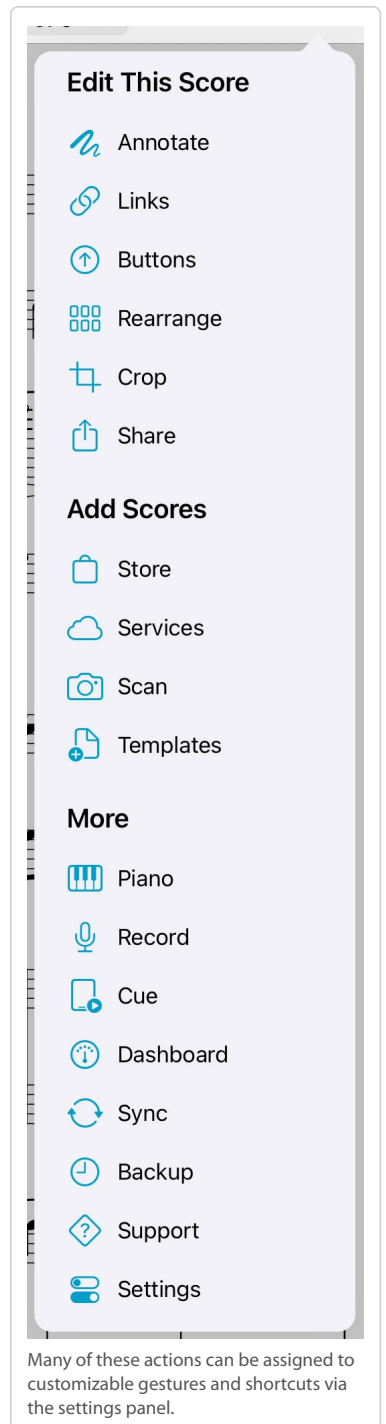 Edit This Score
Annotate
Links
Buttons
Rearrange
Crop
Share
Add Scores
Store
Services
Scan
Templates
More
Piano
Record
Cue
Dashboard
Sync
Backup
Support
Settings
Many of these actions can be assigned to
customizable gestures and shortcuts via
the settings panel.